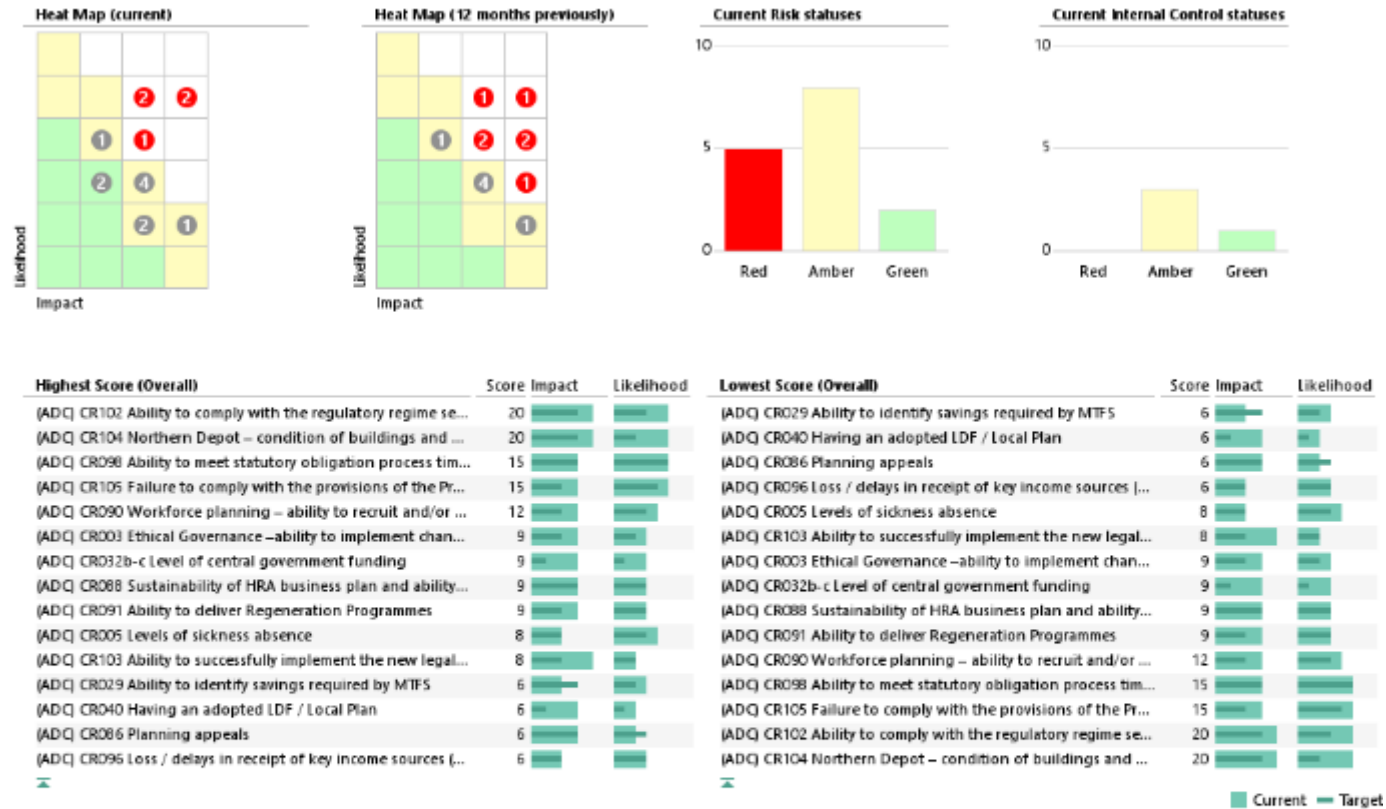 Heat Map (current)
Heat Map (12 months previously)
Current Risk statuses
Current Internal Control statuses
2 2
1 1
2 4
2 1
Likelihood
Impact
1 1
1 2 2
4 1
1
Likelihood
Impact
10
5
0
Red Amber Green
10
5
0
Red Amber Green
Highest Score (Overall) Score Impact Likelihood
(ADC) CR102 Ability to comply with the regulatory regime se... 20
(ADC) CR104 Northern Depot – condition of buildings and ... 20
(ADC) CR098 Ability to meet statutory obligation process tim... 15
(ADC) CR105 Failure to comply with the provisions of the Pr... 15
(ADC) CR090 Workforce planning – ability to recruit and/or ... 12
(ADC) CR003 Ethical Governance –ability to implement chan... 9
(ADC) CR032b-c Level of central government funding 9
(ADC) CR088 Sustainability of HRA business plan and ability... 9
(ADC) CR091 Ability to deliver Regeneration Programmes 9
(ADC) CR005 Levels of sickness absence 8
(ADC) CR103 Ability to successfully implement the new legal... 8
(ADC) CR029 Ability to identify savings required by MTFS 6
(ADC) CR040 Having an adopted LDF / Local Plan 6
(ADC) CR086 Planning appeals 6
(ADC) CR096 Loss / delays in receipt of key income sources (... 6
Lowest Score (Overall) Score Impact Likelihood
(ADC) CR029 Ability to identify savings required by MTFS 6
(ADC) CR040 Having an adopted LDF / Local Plan 6
(ADC) CR086 Planning appeals 6
(ADC) CR096 Loss / delays in receipt of key income sources (... 6
(ADC) CR005 Levels of sickness absence 8
(ADC) CR103 Ability to successfully implement the new legal... 8
(ADC) CR003 Ethical Governance –ability to implement chan... 9
(ADC) CR032b-c Level of central government funding 9
(ADC) CR088 Sustainability of HRA business plan and ability... 9
(ADC) CR091 Ability to deliver Regeneration Programmes 9
(ADC) CR090 Workforce planning – ability to recruit and/or ... 12
(ADC) CR098 Ability to meet statutory obligation process tim... 15
(ADC) CR105 Failure to comply with the provisions of the Pr... 15
(ADC) CR102 Ability to comply with the regulatory regime se... 20
(ADC) CR104 Northern Depot – condition of buildings and ... 20
Current Target